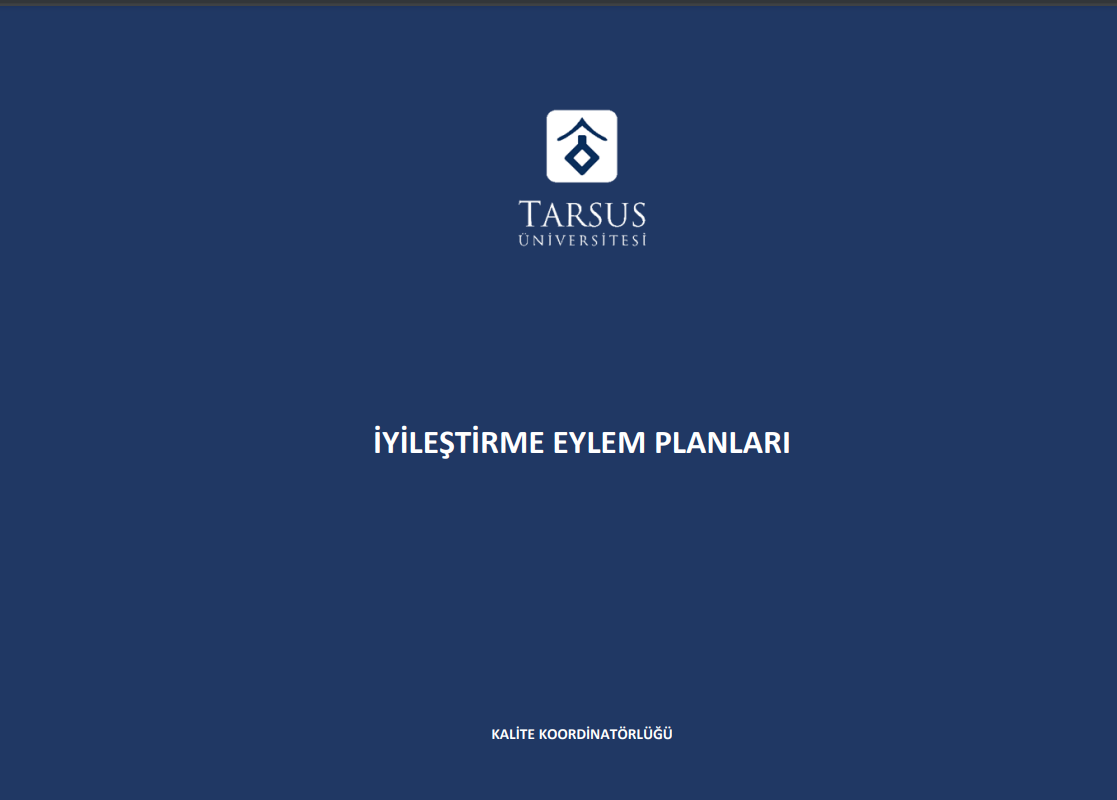 TARSUS
ÜNİVERSİTESİ
İYİLEŞTİRME EYLEM PLANLARI
KALİTE KOORDİNATÖRLÜĞÜ